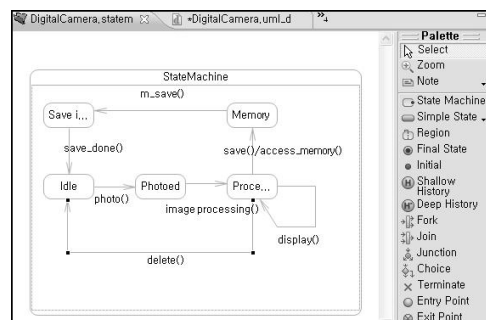 DigitalCamera.statem
*DigitalCamera.uml_d
»4
StateMachine
m_save()
Save i...
Memory
save_done()
save()/access_memory()
Idle
Photoed
Proce...
photo()
image processing()
display()
delete()
Palette
Select
Zoom
Note
State Machine
Simple State
Region
Final State
Initial
Shallow
History
Deep History
Fork
Join
Junction
Choice
Terminate
Entry Point
Exit Point